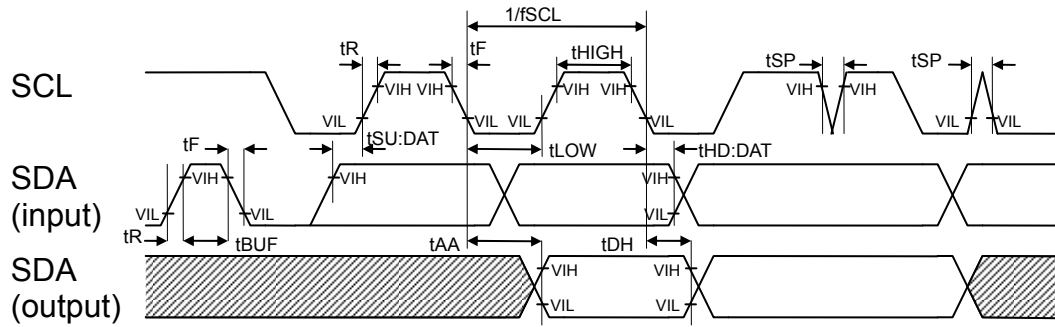 1/fSCL
tR
tF
tHIGH
tSP
tSP
SCL
VIH
VIH
VIH
VIH
VIH
VIH
VIH
VIL
VIL
VIL
VIL
VIL
VIL
tF
tSU:DAT
tLOW
tHD:DAT
SDA
(input)
VIH
VIH
VIH
VIL
VIL
VIL
tR
tBUF
tAA
tDH
SDA
(output)
VIH
VIH
VIL
VIL